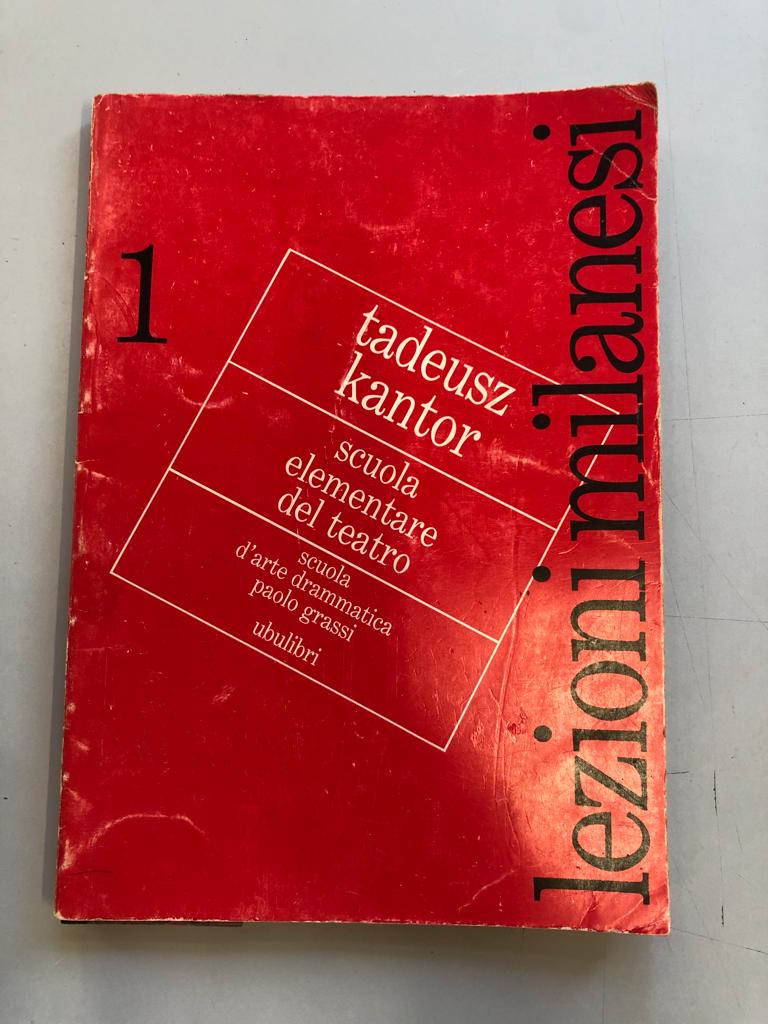 1
tadeusz
kantor
scuola
elementare
del teatro
scuola
d'arte drammatica
paolo grassi
ubulibri
lezioni milanesi